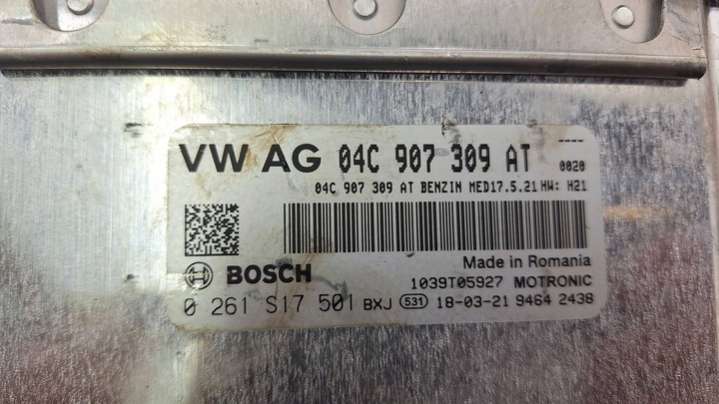 VW AG 04C 907 309 AT ----
0020
04C 907 309 AT BENZIN MED17.5.21 HW: H21
Made in Romania
BOSCH 1039T05927 MOTRONIC
0 261 S17 501 BXJ 531 18-03-21 9464 2438